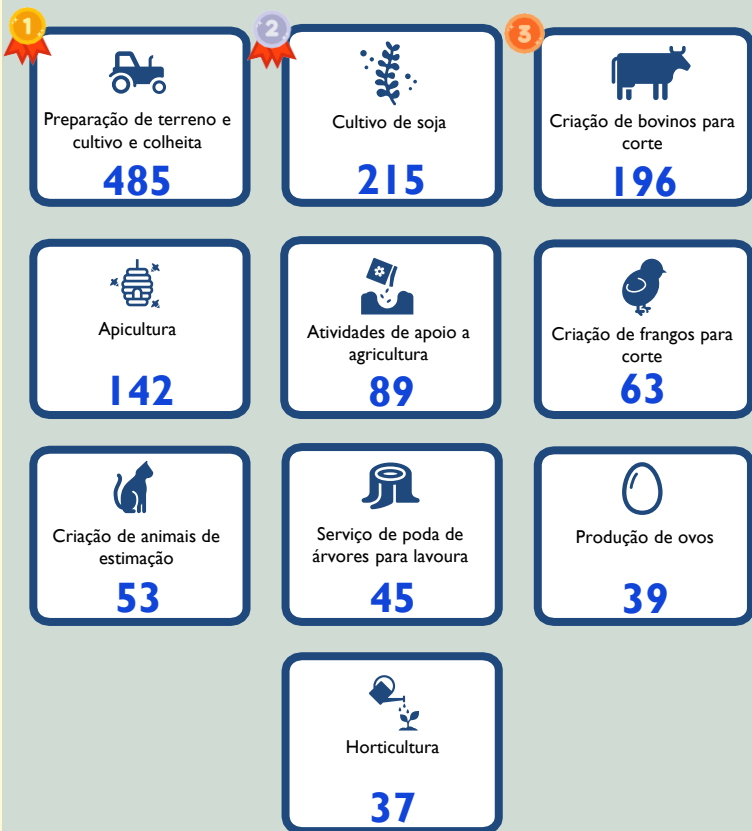 1
2
3
Preparação de terreno e
cultivo e colheita
485
Cultivo de soja
215
Criação de bovinos para
corte
196
Apicultura
142
Atividades de apoio a
agricultura
89
Criação de frangos para
corte
63
Criação de animais de
estimação
53
Serviço de poda de
árvores para lavoura
45
Produção de ovos
39
Horticultura
37